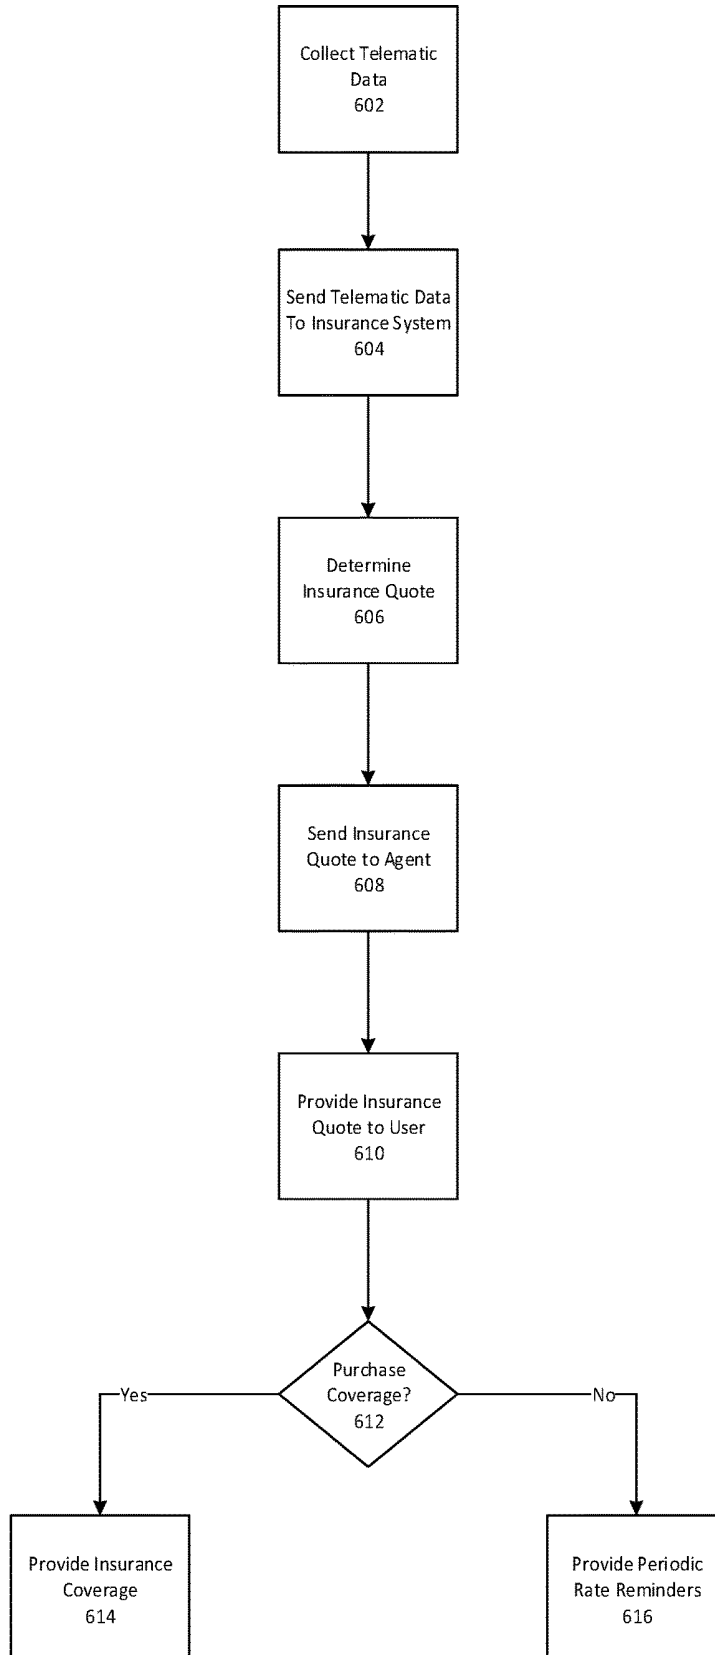 Collect Telematic
Data
602
Send Telematic Data
To Insurance System
604
Determine
Insurance Quote
606
Send Insurance
Quote to Agent
608
Provide Insurance
Quote to User
610
Purchase
Coverage?
612
Yes
No
Provide Insurance
Coverage
614
Provide Periodic
Rate Reminders
616